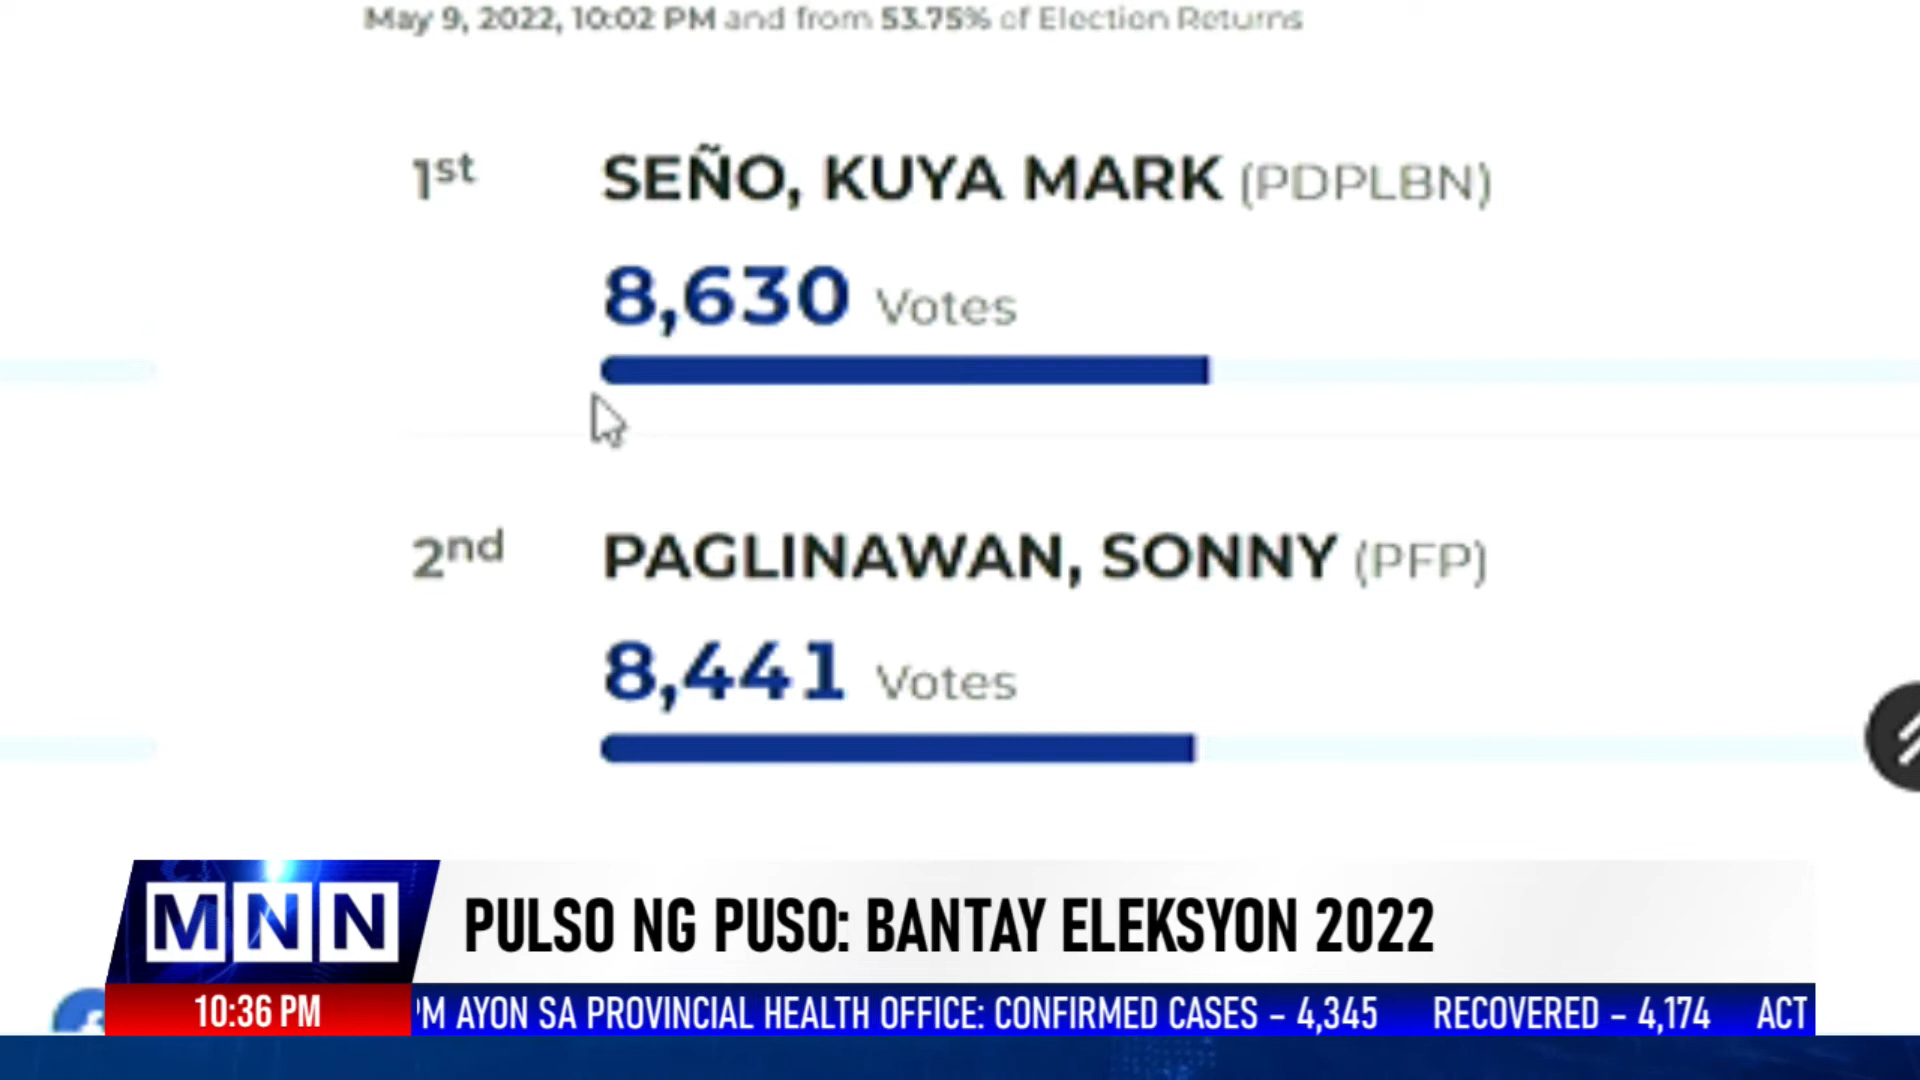 May 9, 2022, 10:02 PM and from 53.75% of Election Returns
1st SEÑO, KUYA MARK (PDPLBN)
8,630 Votes
2nd PAGLINAWAN, SONNY (PFP)
8,441 Votes
MNN PULSO NG PUSO: BANTAY ELEKSYON 2022
10:36 PM PM AYON SA PROVINCIAL HEALTH OFFICE: CONFIRMED CASES – 4,345 RECOVERED – 4,174 ACT